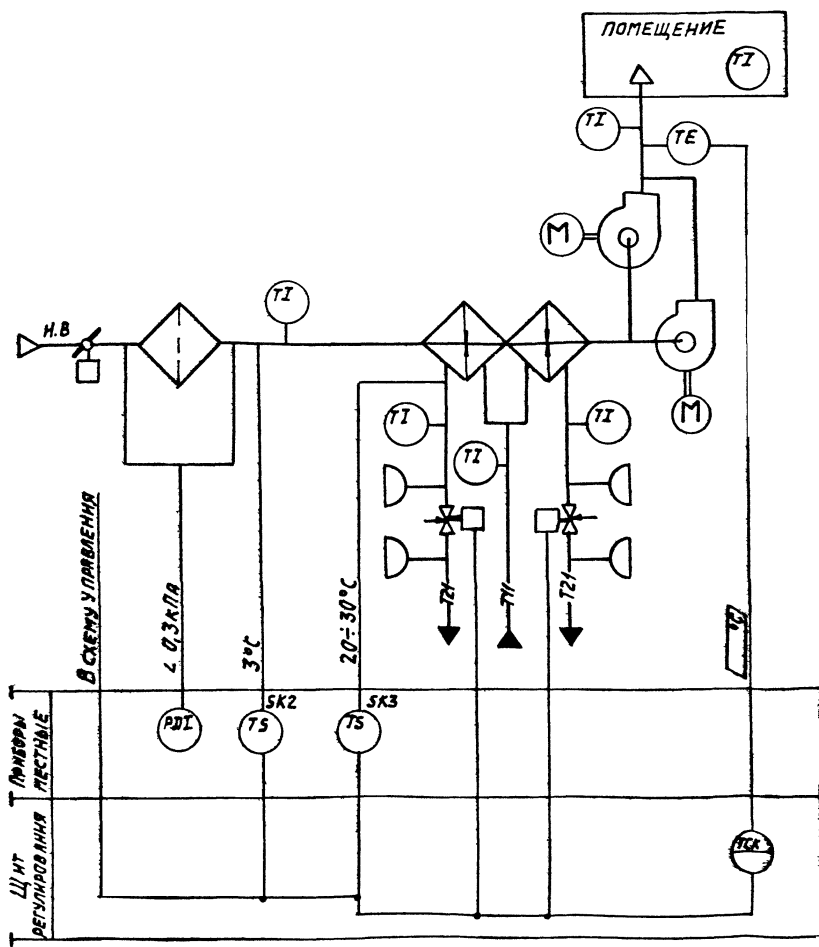 ПОМЕЩЕНИЕ
TI
TI
TE
M
TI
Н.В
M
TI
TI
TI
В СХЕМУ УПРАВЛЕНИЯ
< 0,3 кПА
3°С
20÷30°С
Т21
Т11
Т21
°С
SK2
SK3
ПРИБОРЫ
МЕСТНЫЕ
PDI
TS
TS
ЩИТ
РЕГУЛИРОВАНИЯ
TCK